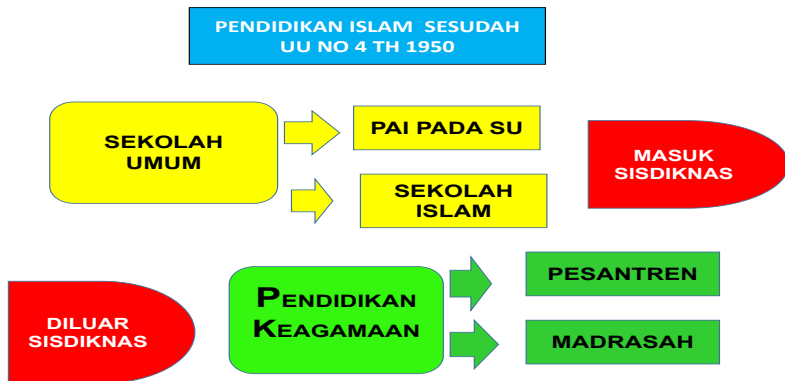 PENDIDIKAN ISLAM SESUDAH
UU NO 4 TH 1950
SEKOLAH
UMUM
PAI PADA SU
SEKOLAH
ISLAM
MASUK
SISDIKNAS
DILUAR
SISDIKNAS
PENDIDIKAN
KEAGAMAAN
PESANTREN
MADRASAH